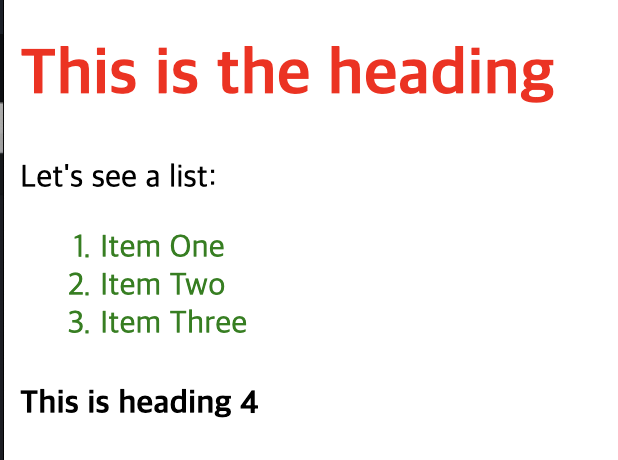 This is the heading
Let's see a list:
1. Item One
2. Item Two
3. Item Three
This is heading 4